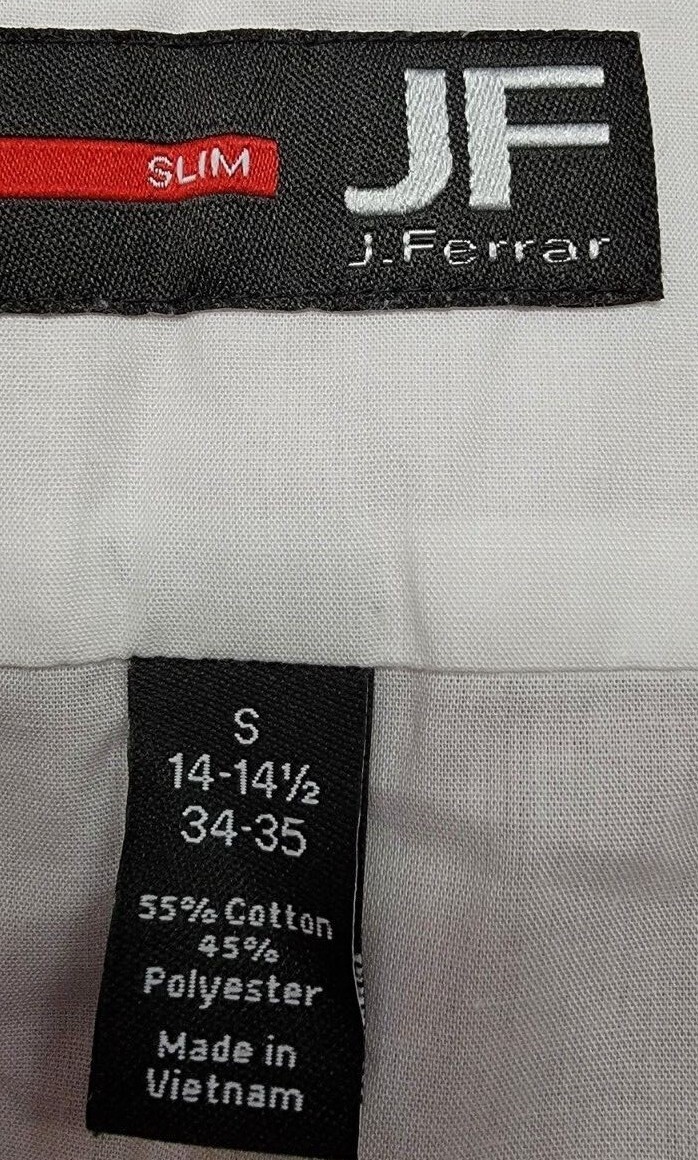 SLIM
JF
J.Ferrar
S
14-14½
34-35
55% Cotton
45%
Polyester
Made in
Vietnam